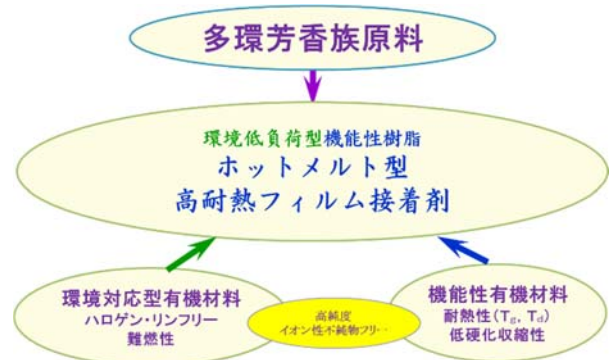 多環芳香族原料
環境低負荷型機能性樹脂
ホットメルト型
高耐熱フィルム接着剤
環境対応型有機材料
ハロゲン・リンフリー
難燃性
高純度
イオン性不純物フリー・・
機能性有機材料
耐熱性(Tg, Td)
低硬化収縮性